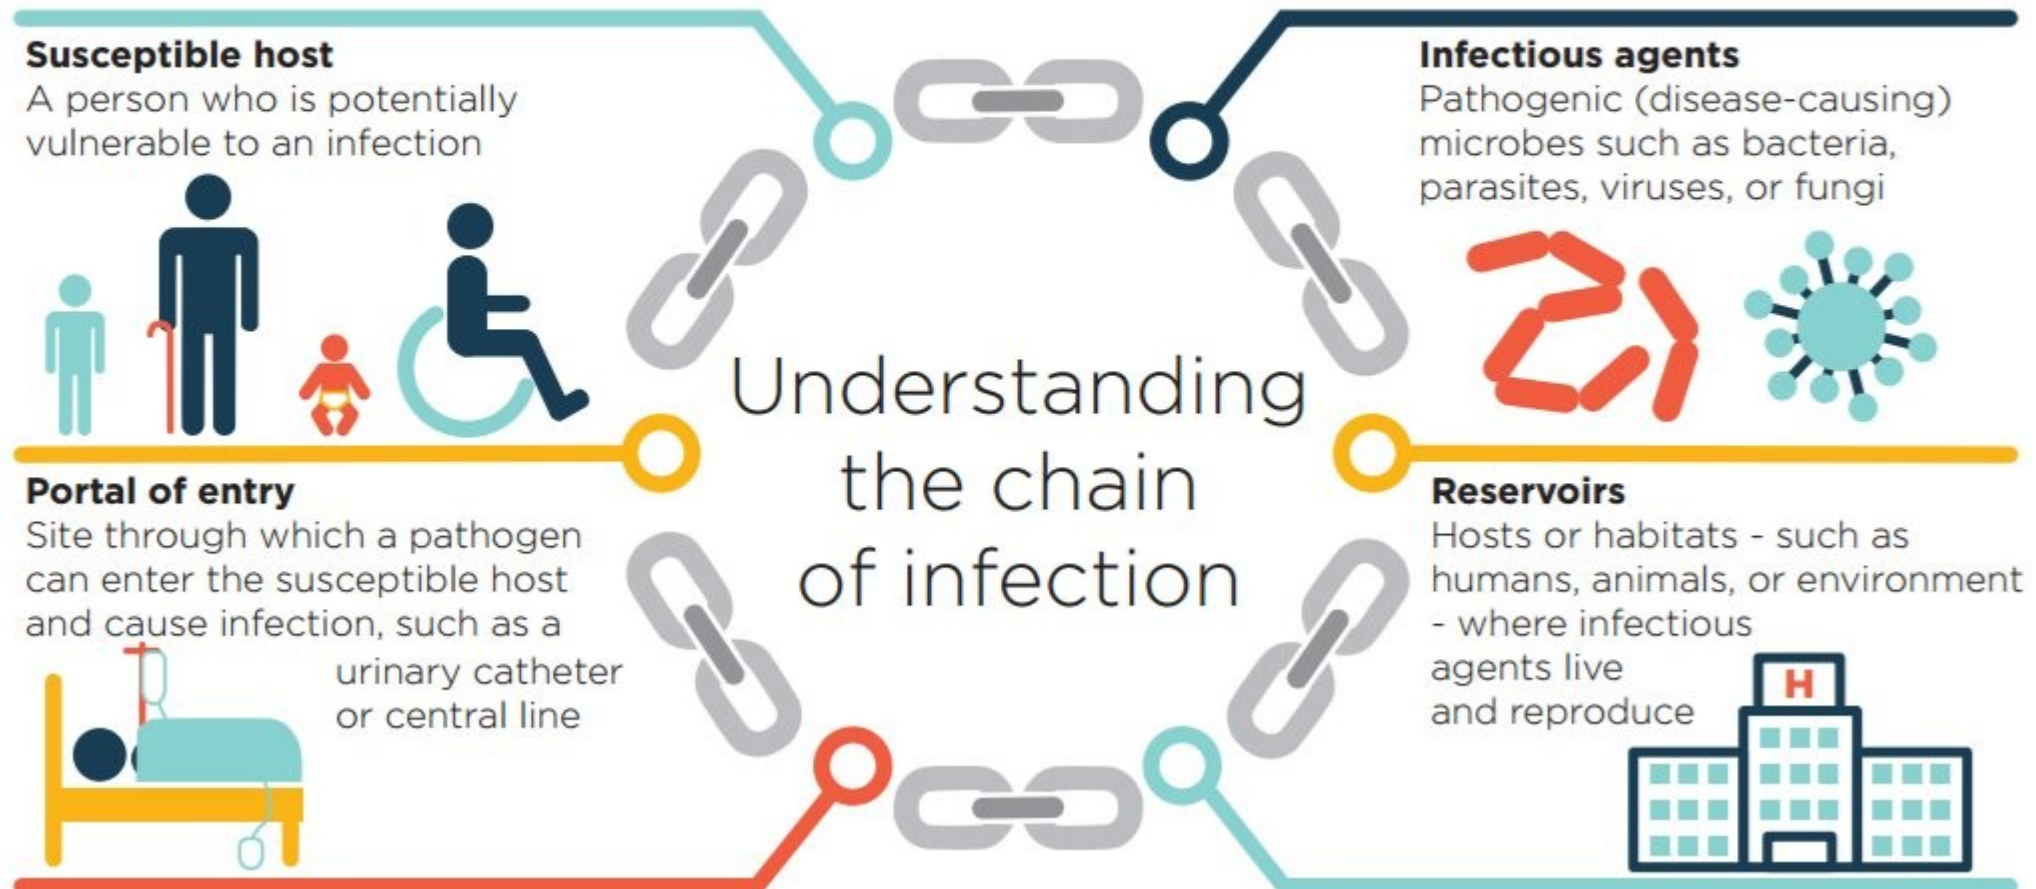 Susceptible host
A person who is potentially
vulnerable to an infection
Infectious agents
Pathogenic (disease-causing)
microbes such as bacteria,
parasites, viruses, or fungi
Understanding
the chain
of infection
Portal of entry
Site through which a pathogen
can enter the susceptible host
and cause infection, such as a
urinary catheter
or central line
Reservoirs
Hosts or habitats - such as
humans, animals, or environment
- where infectious
agents live
and reproduce
H